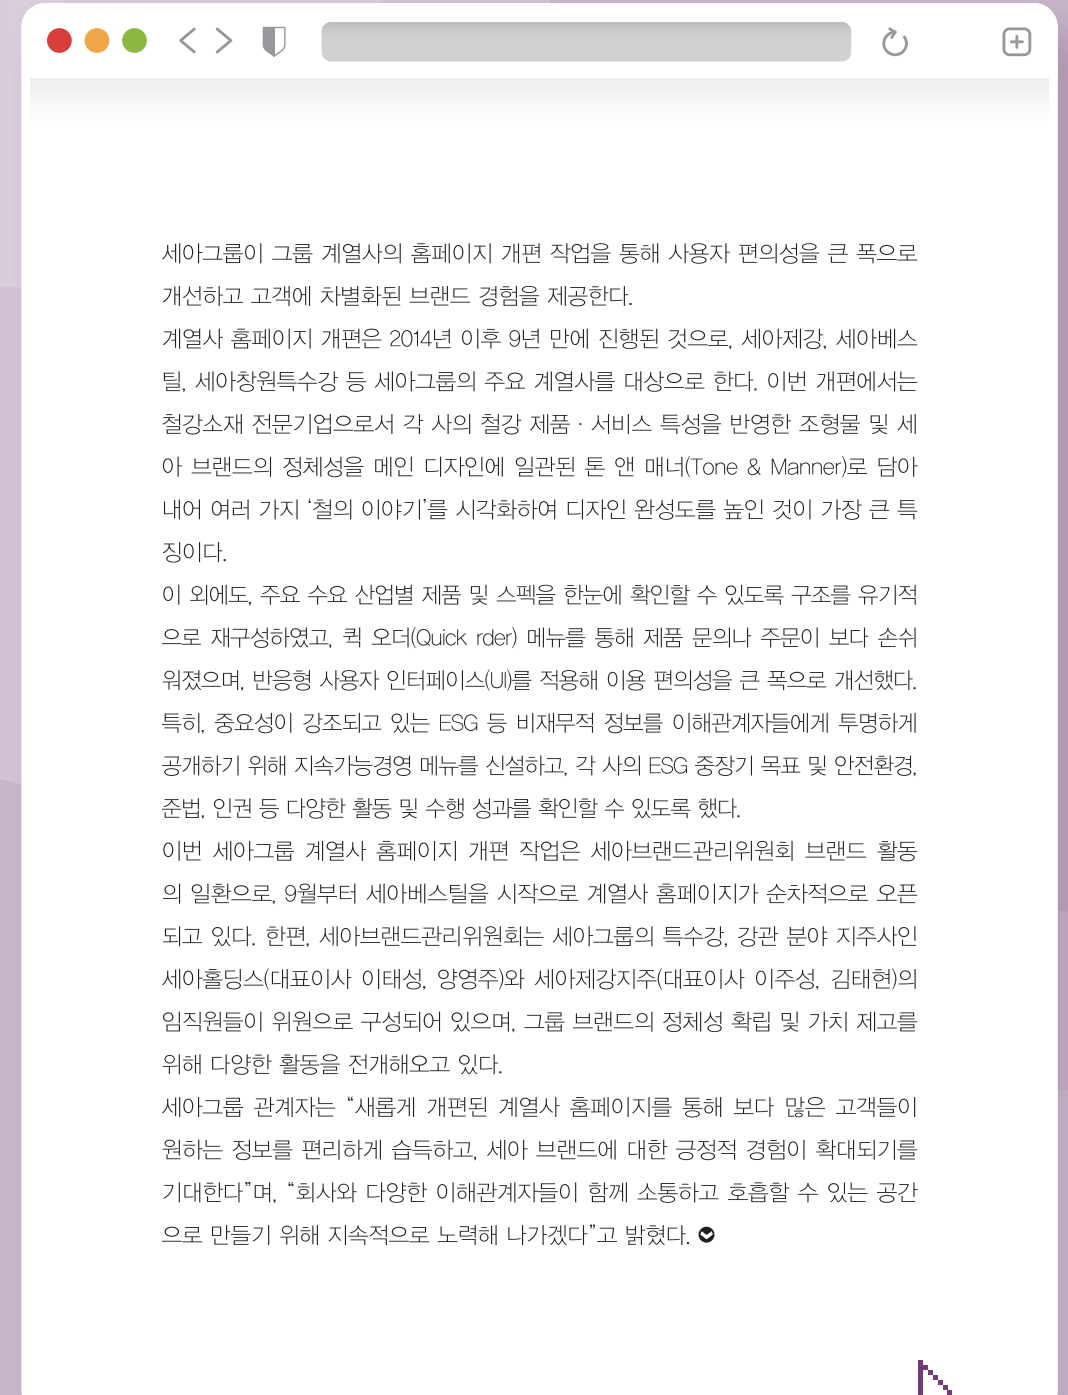 세아그룹이 그룹 계열사의 홈페이지 개편 작업을 통해 사용자 편의성을 큰 폭으로
개선하고 고객에 차별화된 브랜드 경험을 제공한다.
계열사 홈페이지 개편은 2014년 이후 9년 만에 진행된 것으로, 세아제강, 세아베스
틸, 세아창원특수강 등 세아그룹의 주요 계열사를 대상으로 한다. 이번 개편에서는
철강소재 전문기업으로서 각 사의 철강 제품 · 서비스 특성을 반영한 조형물 및 세
아 브랜드의 정체성을 메인 디자인에 일관된 톤 앤 매너(Tone & Manner)로 담아
내어 여러 가지 ‘철의 이야기’를 시각화하여 디자인 완성도를 높인 것이 가장 큰 특
징이다.
이 외에도, 주요 수요 산업별 제품 및 스펙을 한눈에 확인할 수 있도록 구조를 유기적
으로 재구성하였고, 퀵 오더(Quick rder) 메뉴를 통해 제품 문의나 주문이 보다 손쉬
워졌으며, 반응형 사용자 인터페이스(UI)를 적용해 이용 편의성을 큰 폭으로 개선했다.
특히, 중요성이 강조되고 있는 ESG 등 비재무적 정보를 이해관계자들에게 투명하게
공개하기 위해 지속가능경영 메뉴를 신설하고, 각 사의 ESG 중장기 목표 및 안전환경,
준법, 인권 등 다양한 활동 및 수행 성과를 확인할 수 있도록 했다.
이번 세아그룹 계열사 홈페이지 개편 작업은 세아브랜드관리위원회 브랜드 활동
의 일환으로, 9월부터 세아베스틸을 시작으로 계열사 홈페이지가 순차적으로 오픈
되고 있다. 한편, 세아브랜드관리위원회는 세아그룹의 특수강, 강관 분야 지주사인
세아홀딩스(대표이사 이태성, 양영주)와 세아제강지주(대표이사 이주성, 김태현)의
임직원들이 위원으로 구성되어 있으며, 그룹 브랜드의 정체성 확립 및 가치 제고를
위해 다양한 활동을 전개해오고 있다.
세아그룹 관계자는 “새롭게 개편된 계열사 홈페이지를 통해 보다 많은 고객들이
원하는 정보를 편리하게 습득하고, 세아 브랜드에 대한 긍정적 경험이 확대되기를
기대한다”며, “회사와 다양한 이해관계자들이 함께 소통하고 호흡할 수 있는 공간
으로 만들기 위해 지속적으로 노력해 나가겠다”고 밝혔다.